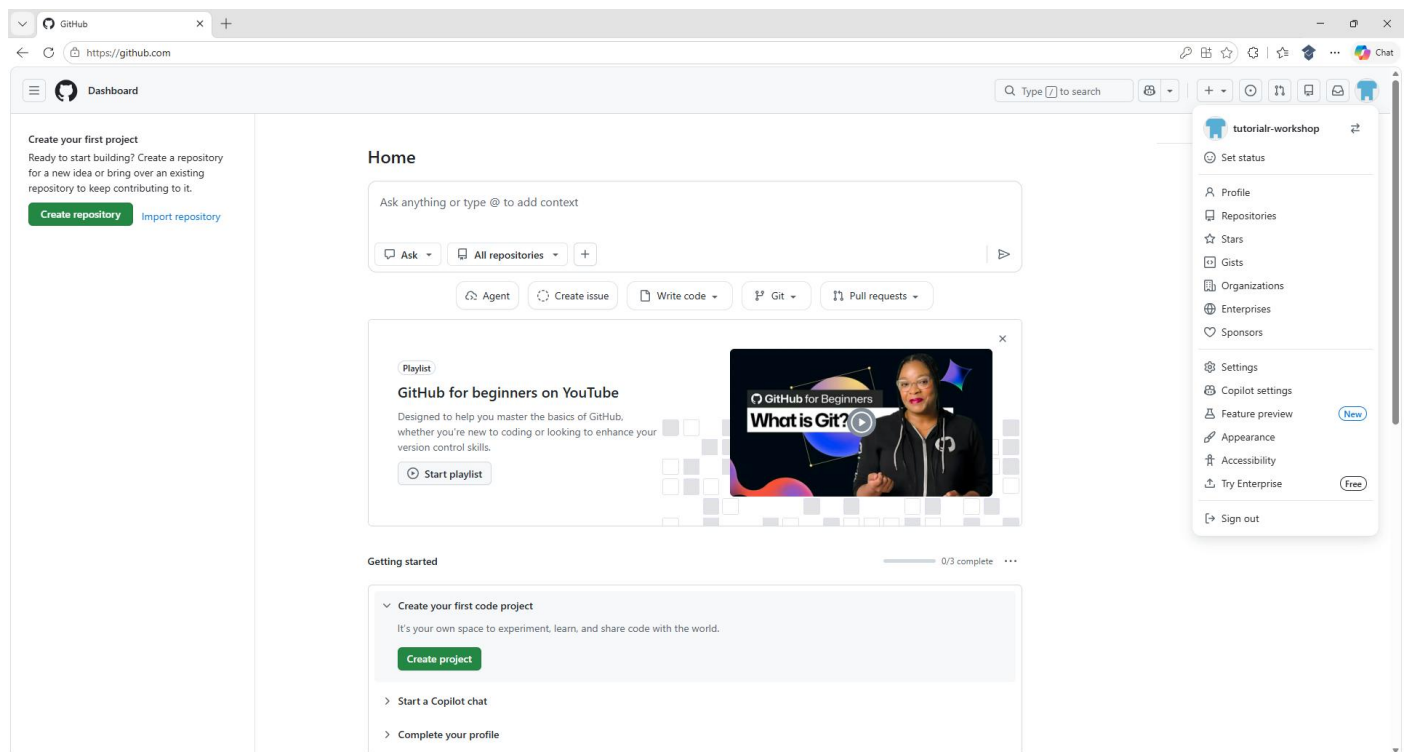 GitHub
https://github.com
Chat
Dashboard
Type / to search
Create your first project
Ready to start building? Create a repository
for a new idea or bring over an existing
repository to keep contributing to it.
Create repository
Import repository
Home
Ask anything or type @ to add context
Ask
All repositories
Agent
Create issue
Write code
Git
Pull requests
Playlist
GitHub for beginners on YouTube
Designed to help you master the basics of GitHub,
whether you're new to coding or looking to enhance your
version control skills.
Start playlist
GitHub for Beginners
What is Git?
Getting started
0/3 complete
Create your first code project
It's your own space to experiment, learn, and share code with the world.
Create project
Start a Copilot chat
Complete your profile
tutorialr-workshop
Set status
Profile
Repositories
Stars
Gists
Organizations
Enterprises
Sponsors
Settings
Copilot settings
Feature preview New
Appearance
Accessibility
Try Enterprise Free
Sign out